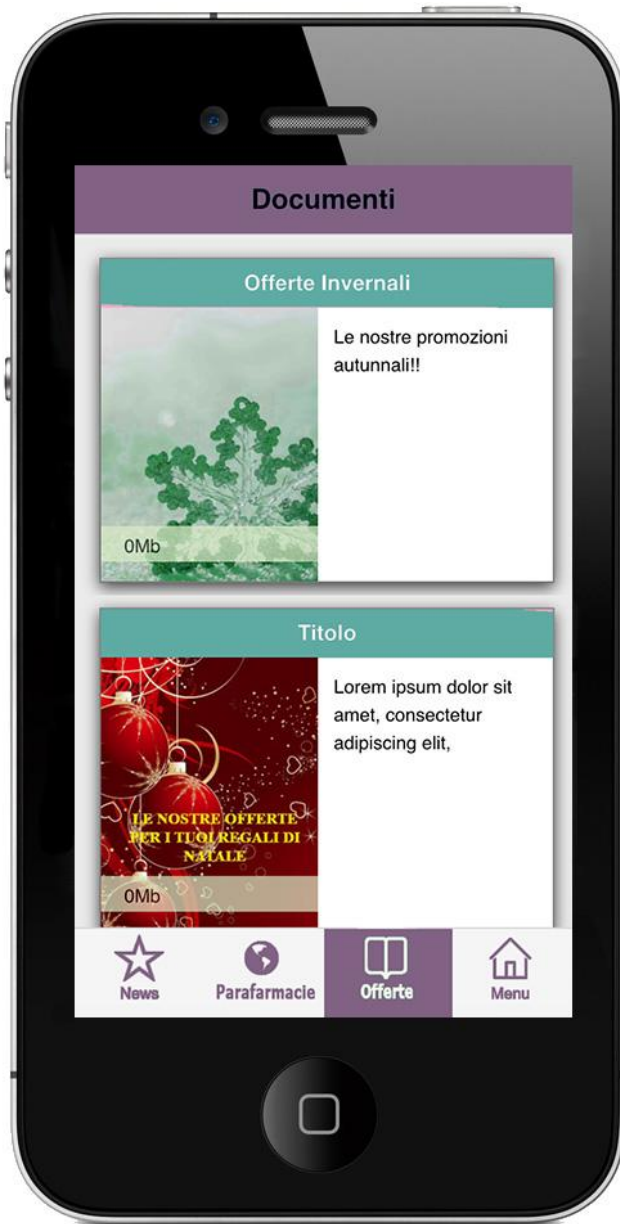 Documenti
Offerte Invernali
Le nostre promozioni
autunnali!!
0Mb
Titolo
Lorem ipsum dolor sit
amet, consectetur
adipiscing elit,
LE NOSTRE OFFERTE
PER I TUOI REGALI DI
NATALE
0Mb
News
Parafarmacie
Offerte
Menu